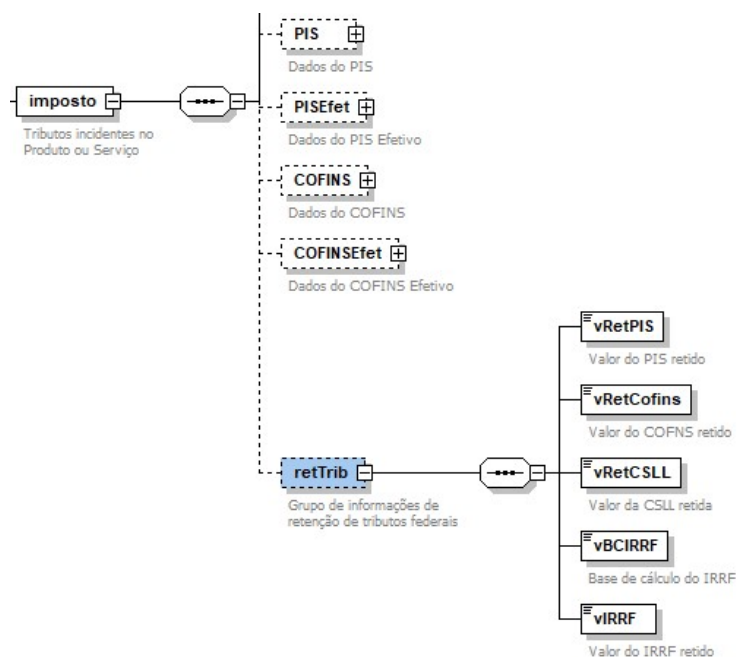 PIS
Dados do PIS
imposto
Tributos incidentes no
Produto ou Serviço
PISEfet
Dados do PIS Efetivo
COFINS
Dados do COFINS
COFINSEfet
Dados do COFINS Efetivo
retTrib
Grupo de informações de
retenção de tributos federais
vRetPIS
Valor do PIS retido
vRetCofins
Valor do COFNS retido
vRetCSLL
Valor da CSLL retida
vBCIRRF
Base de cálculo do IRRF
vIRRF
Valor do IRRF retido